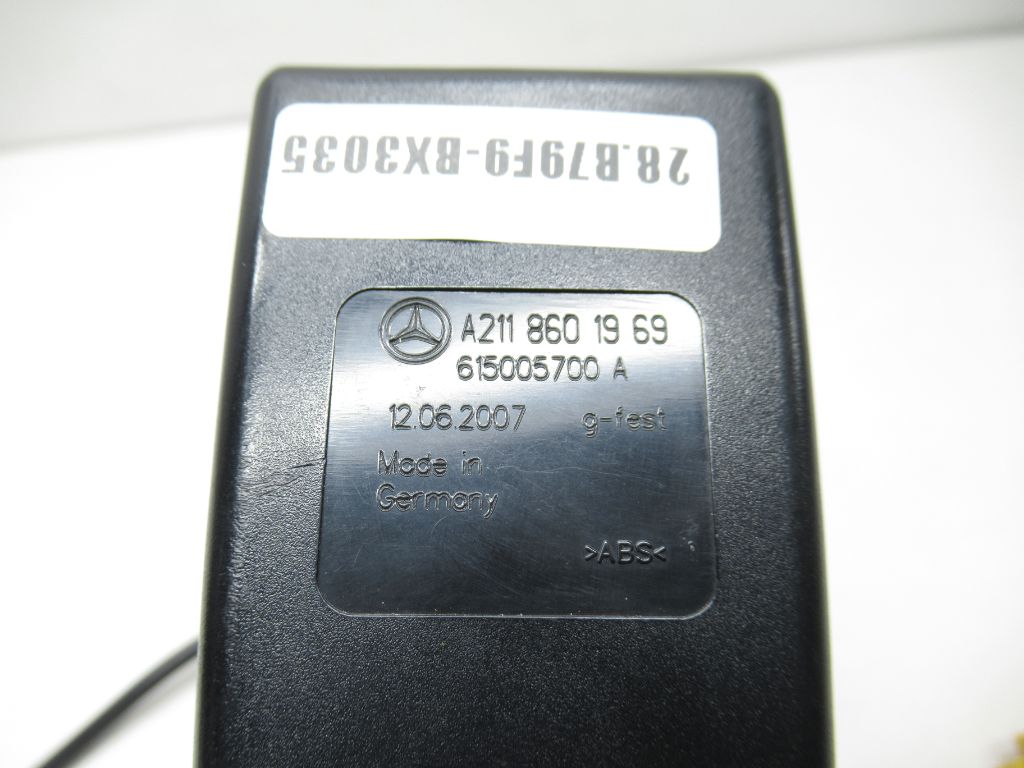 28.B79F9-BX3035
A211 860 19 69
615005700 A
12.06.2007 g-fest
Made in
Germany
>ABS<